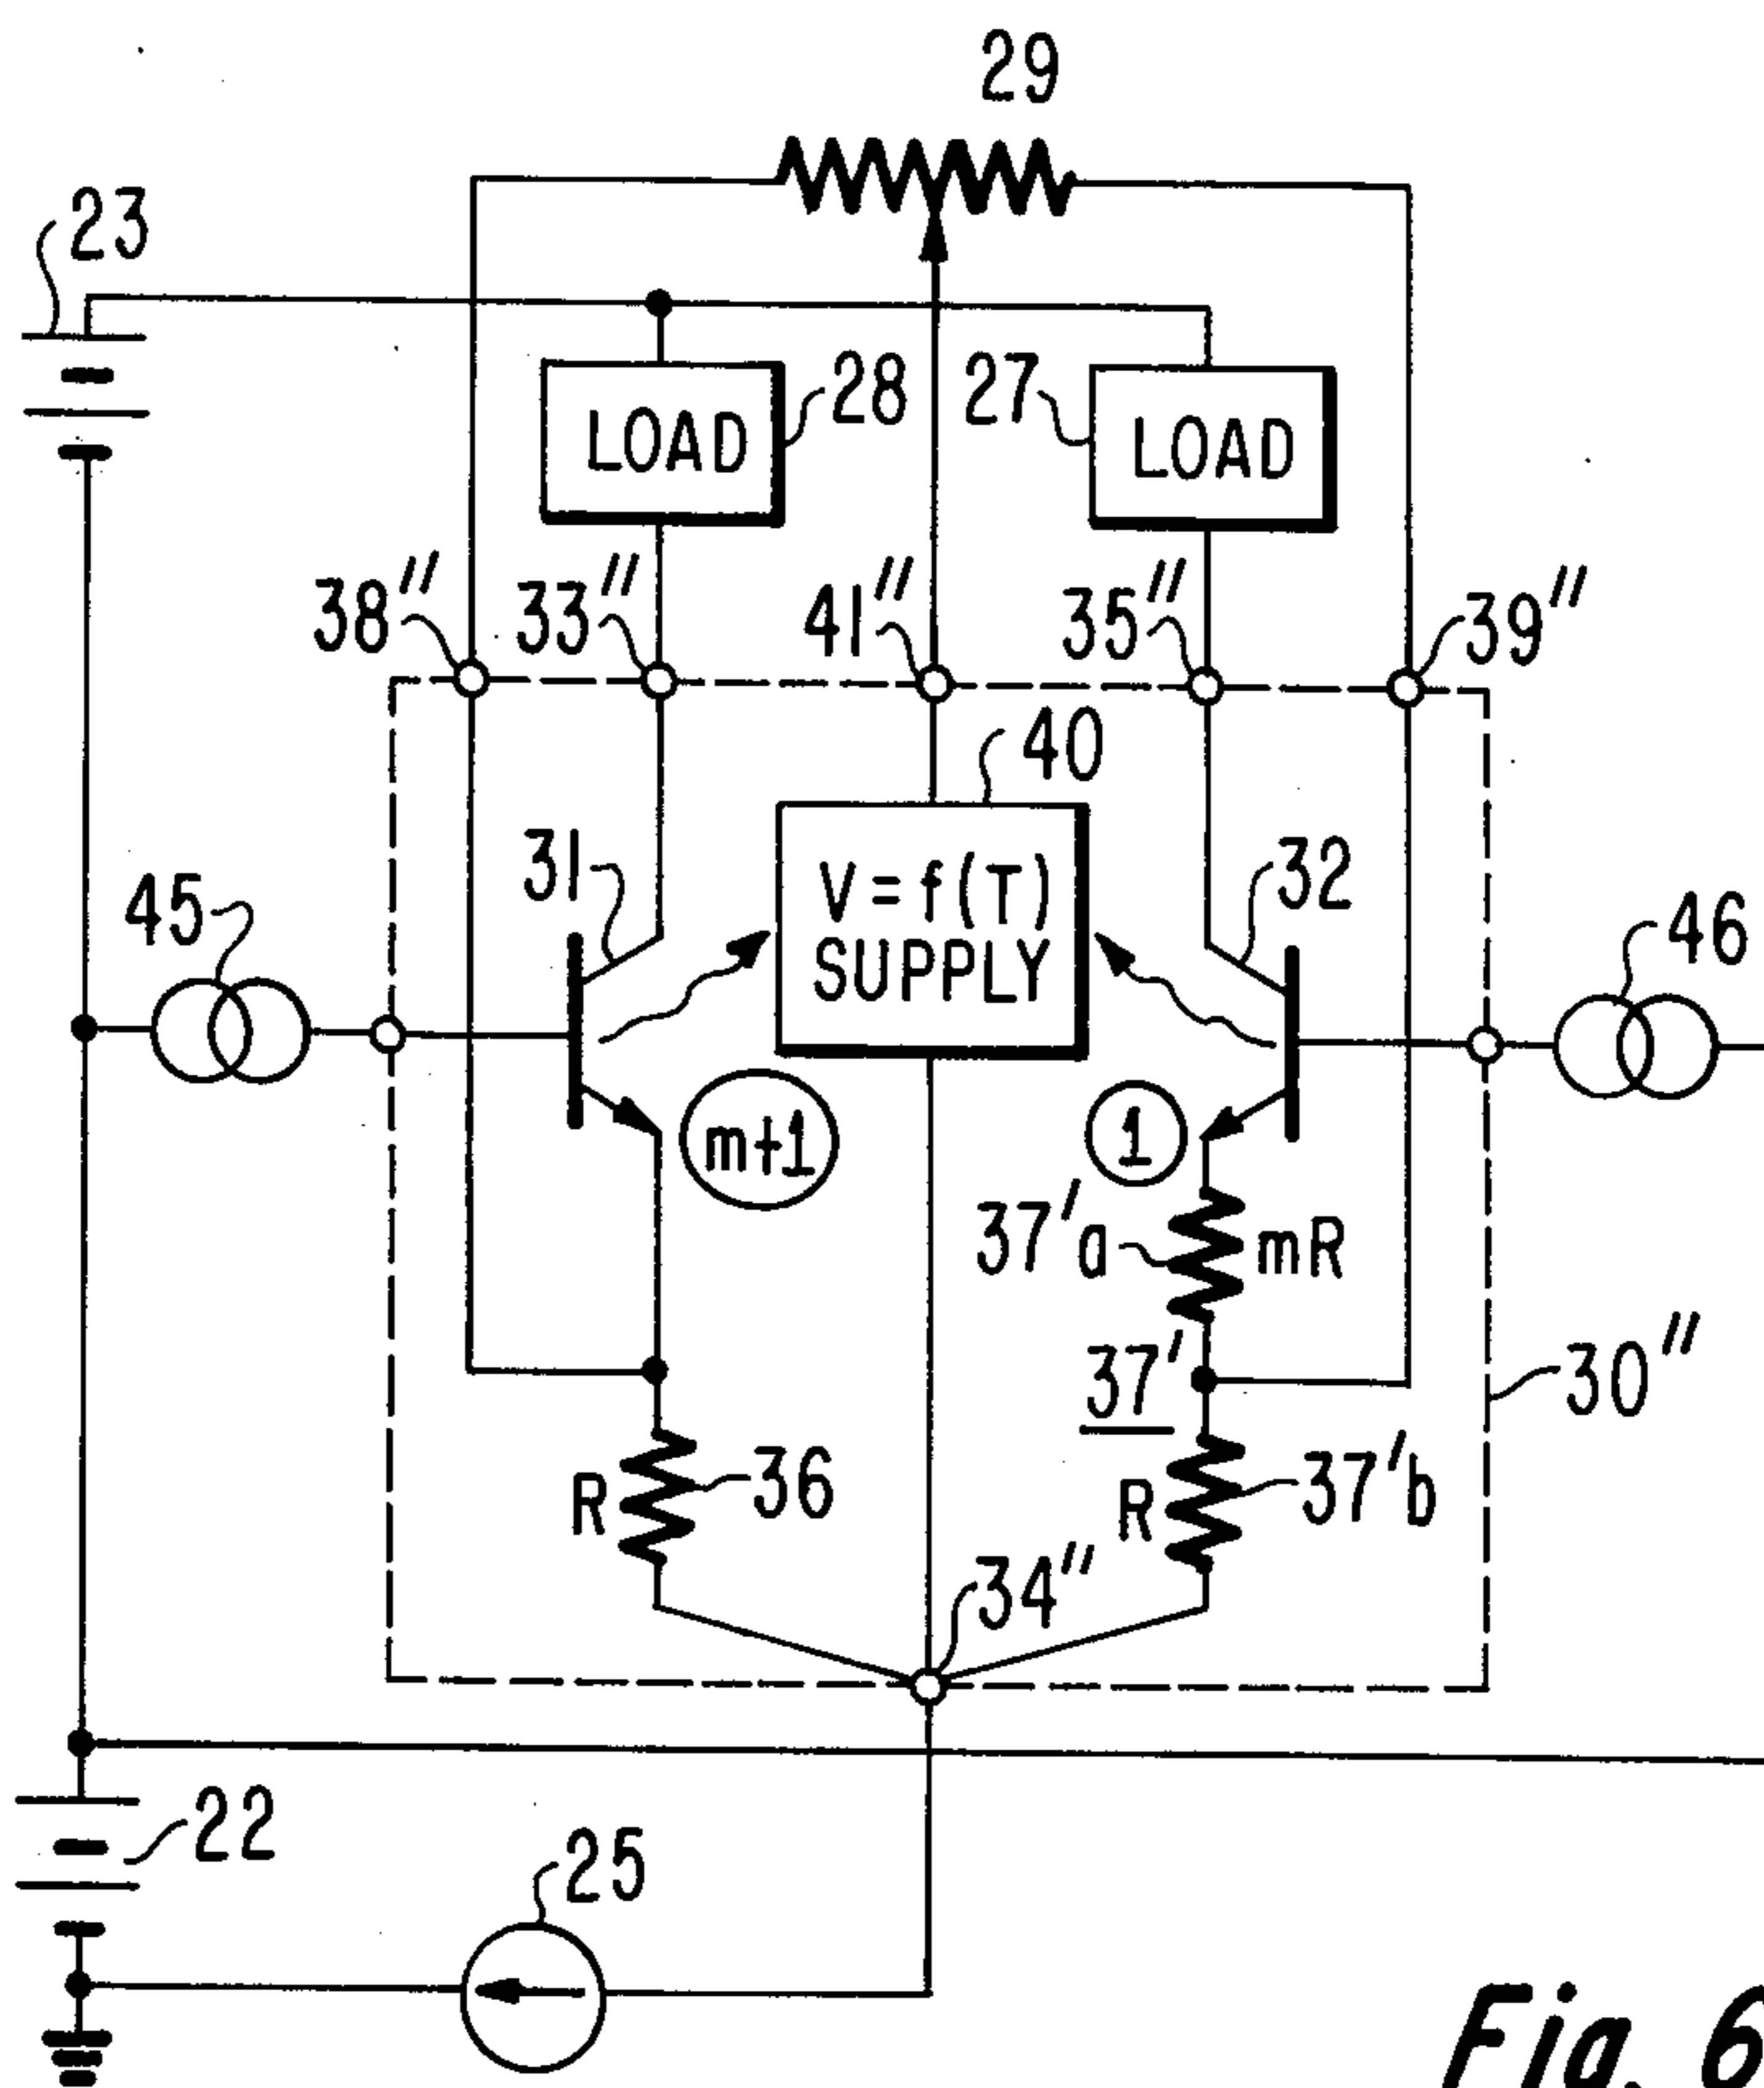 29
23
28
27
LOAD
LOAD
38"
33"
41"
35"
39"
40
31
V=f(T)
SUPPLY
32
45
46
m+1
1
37'a
mR
37'
30"
R
36
R
37'b
34"
22
25
Fig. 6